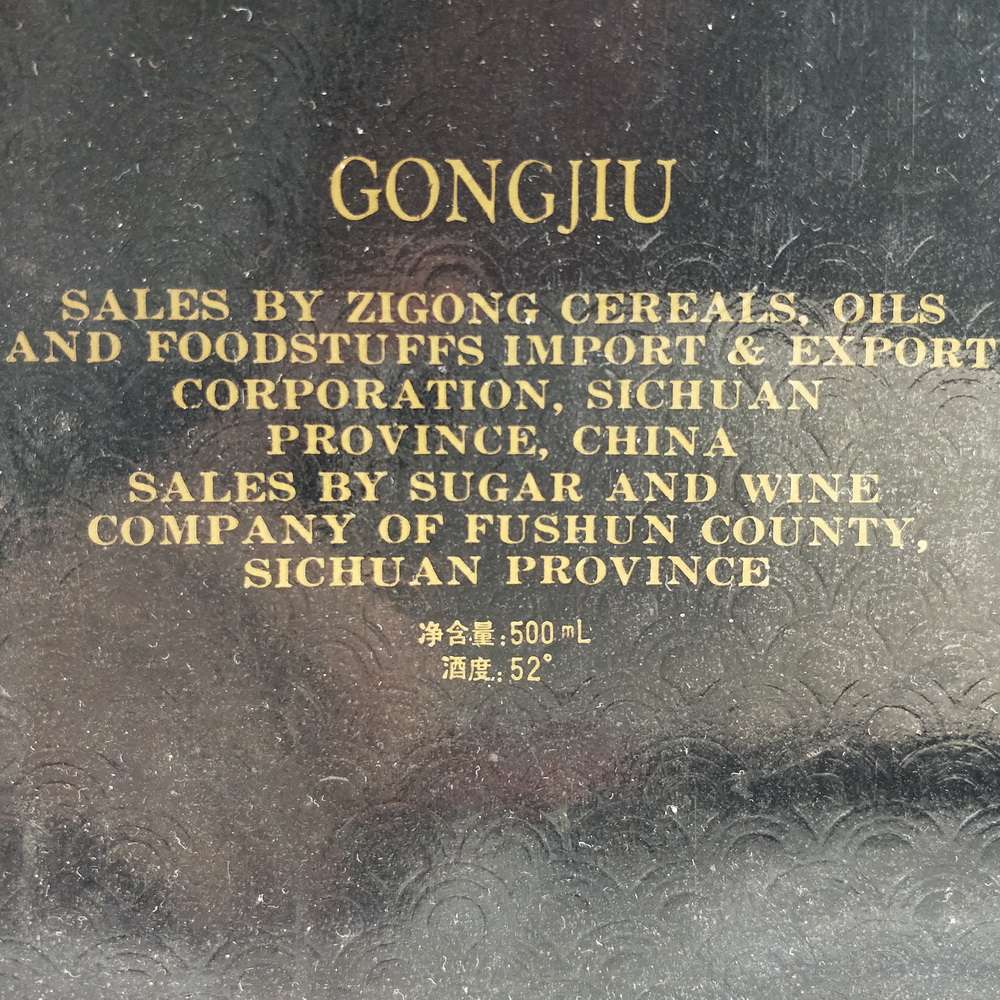 GONGJIU
SALES BY ZIGONG CEREALS, OILS
AND FOODSTUFFS IMPORT & EXPORT
CORPORATION, SICHUAN
PROVINCE, CHINA
SALES BY SUGAR AND WINE
COMPANY OF FUSHUN COUNTY,
SICHUAN PROVINCE
净含量:500mL
酒度:52°